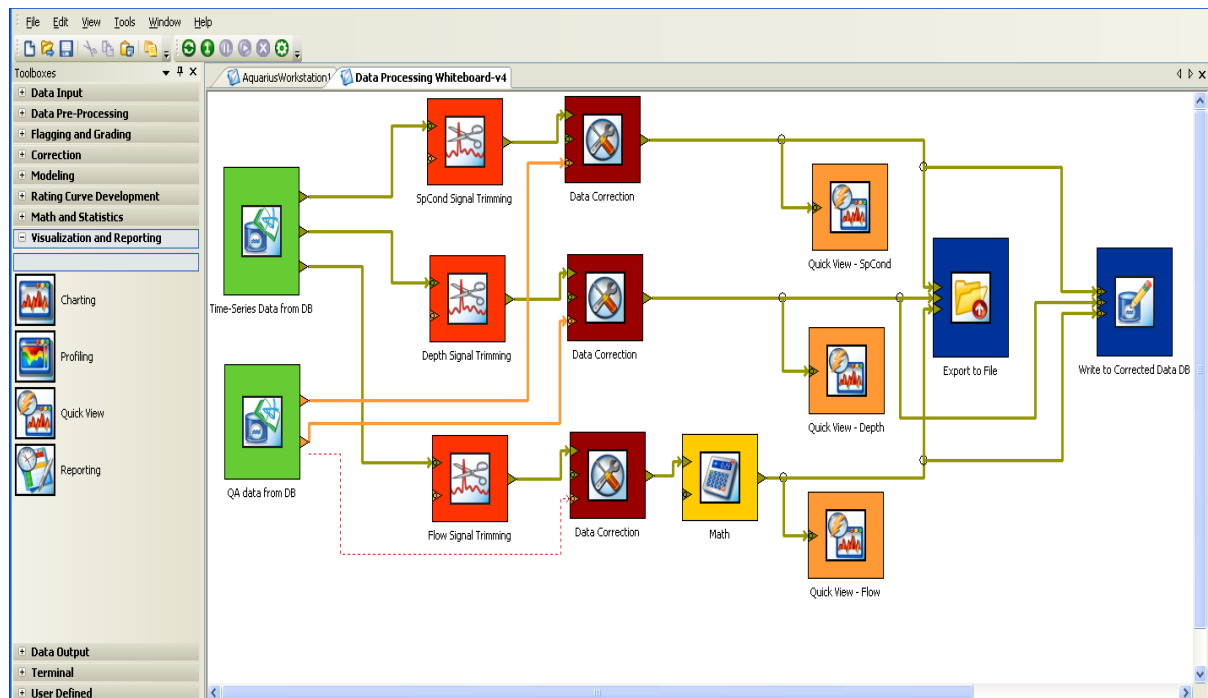 File Edit View Tools Window Help
Toolboxes
AquariusWorkstation1
Data Processing Whiteboard-v4
Data Input
Data Pre-Processing
Flagging and Grading
Correction
Modeling
Rating Curve Development
Math and Statistics
Visualization and Reporting
Charting
Profiling
Quick View
Reporting
Data Output
Terminal
User Defined
SpCond Signal Trimming
Data Correction
Quick View - SpCond
Time-Series Data from DB
Depth Signal Trimming
Data Correction
Export to File
Write to Corrected Data DB
Quick View - Depth
QA data from DB
Flow Signal Trimming
Data Correction
Math
Quick View - Flow